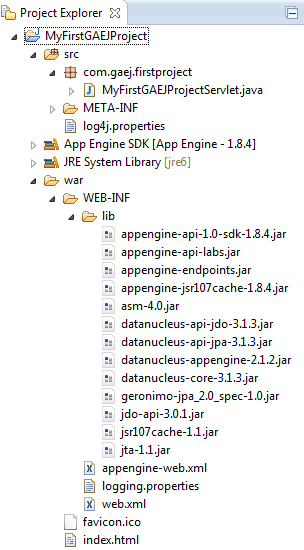 Project Explorer
MyFirstGAEJProject
src
com.gaej.firstproject
MyFirstGAEJProjectServlet.java
META-INF
log4j.properties
App Engine SDK [App Engine - 1.8.4]
JRE System Library [jre6]
war
WEB-INF
lib
appengine-api-1.0-sdk-1.8.4.jar
appengine-api-labs.jar
appengine-endpoints.jar
appengine-jsr107cache-1.8.4.jar
asm-4.0.jar
datanucleus-api-jdo-3.1.3.jar
datanucleus-api-jpa-3.1.3.jar
datanucleus-appengine-2.1.2.jar
datanucleus-core-3.1.3.jar
geronimo-jpa_2.0_spec-1.0.jar
jdo-api-3.0.1.jar
jsr107cache-1.1.jar
jta-1.1.jar
appengine-web.xml
logging.properties
web.xml
favicon.ico
index.html